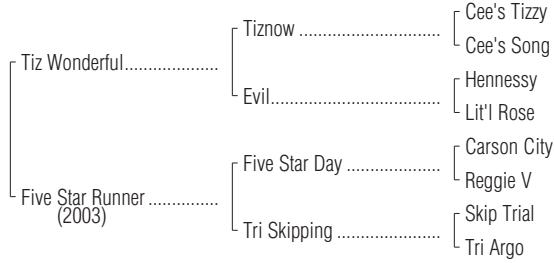 Cee's Tizzy
Tiznow ....................................
Cee's Song
Tiz Wonderful....................
Hennessy
Evil...........................................
Lit'l Rose
Carson City
Five Star Day ........................
Reggie V
Five Star Runner ...............
(2003)
Skip Trial
Tri Skipping ..........................
Tri Argo